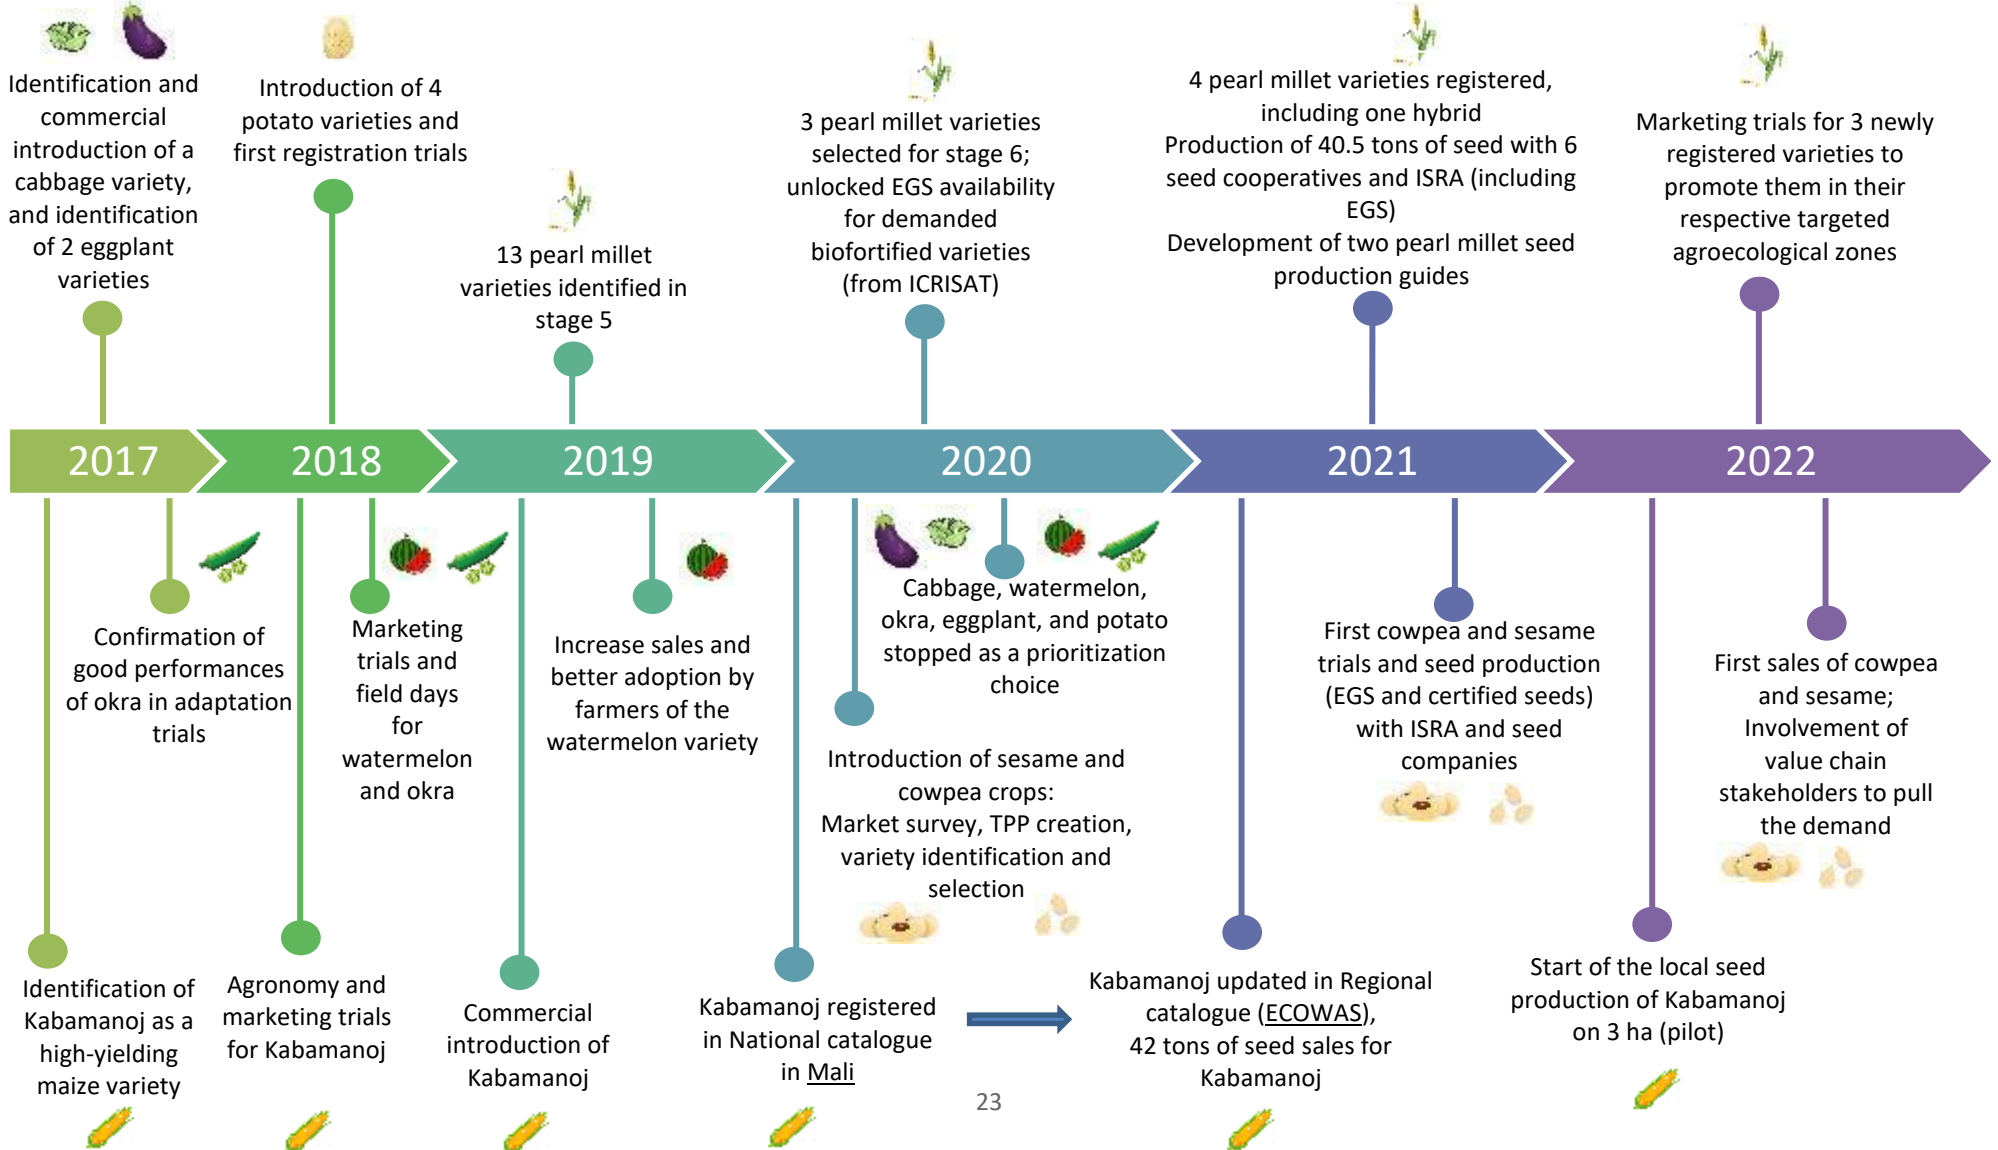 Identification and
commercial
introduction of a
cabbage variety,
and identification
of 2 eggplant
varieties
Introduction of 4
potato varieties and
first registration trials
13 pearl millet
varieties identified in
stage 5
3 pearl millet varieties
selected for stage 6;
unlocked EGS availability
for demanded
biofortified varieties
(from ICRISAT)
4 pearl millet varieties registered,
including one hybrid
Production of 40.5 tons of seed with 6
seed cooperatives and ISRA (including
EGS)
Development of two pearl millet seed
production guides
Marketing trials for 3 newly
registered varieties to
promote them in their
respective targeted
agroecological zones
2017
2018
2019
2020
2021
2022
Confirmation of
good performances
of okra in adaptation
trials
Marketing
trials and
field days
for
watermelon
and okra
Increase sales and
better adoption by
farmers of the
watermelon variety
Cabbage, watermelon,
okra, eggplant, and potato
stopped as a prioritization
choice
Introduction of sesame and
cowpea crops:
Market survey, TPP creation,
variety identification and
selection
First cowpea and sesame
trials and seed production
(EGS and certified seeds)
with ISRA and seed
companies
First sales of cowpea
and sesame;
Involvement of
value chain
stakeholders to pull
the demand
Identification of
Kabamanoj as a
high-yielding
maize variety
Agronomy and
marketing trials
for Kabamanoj
Commercial
introduction of
Kabamanoj
Kabamanoj registered
in National catalogue
in Mali
Kabamanoj updated in Regional
catalogue (ECOWAS),
42 tons of seed sales for
Kabamanoj
Start of the local seed
production of Kabamanoj
on 3 ha (pilot)
23